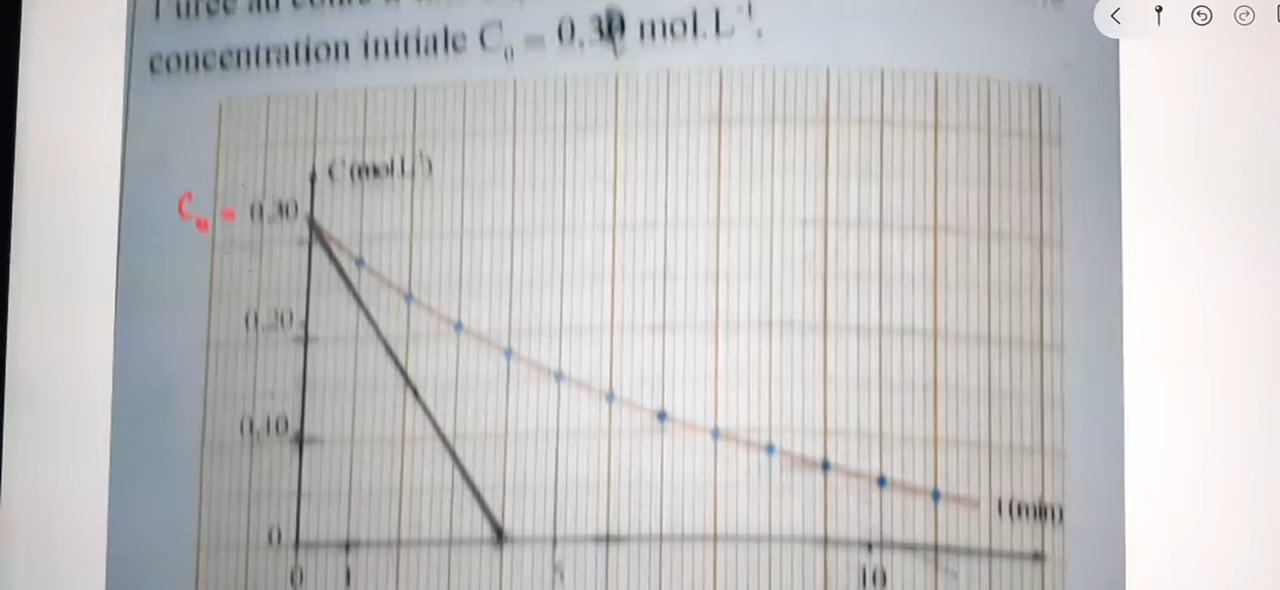 concentration initiale C₀ = 0,30 mol.L⁻¹.
C (mol.L⁻¹)
C₀ = 0,30
0,20
0,10
0
t (min)
0 1 5 10